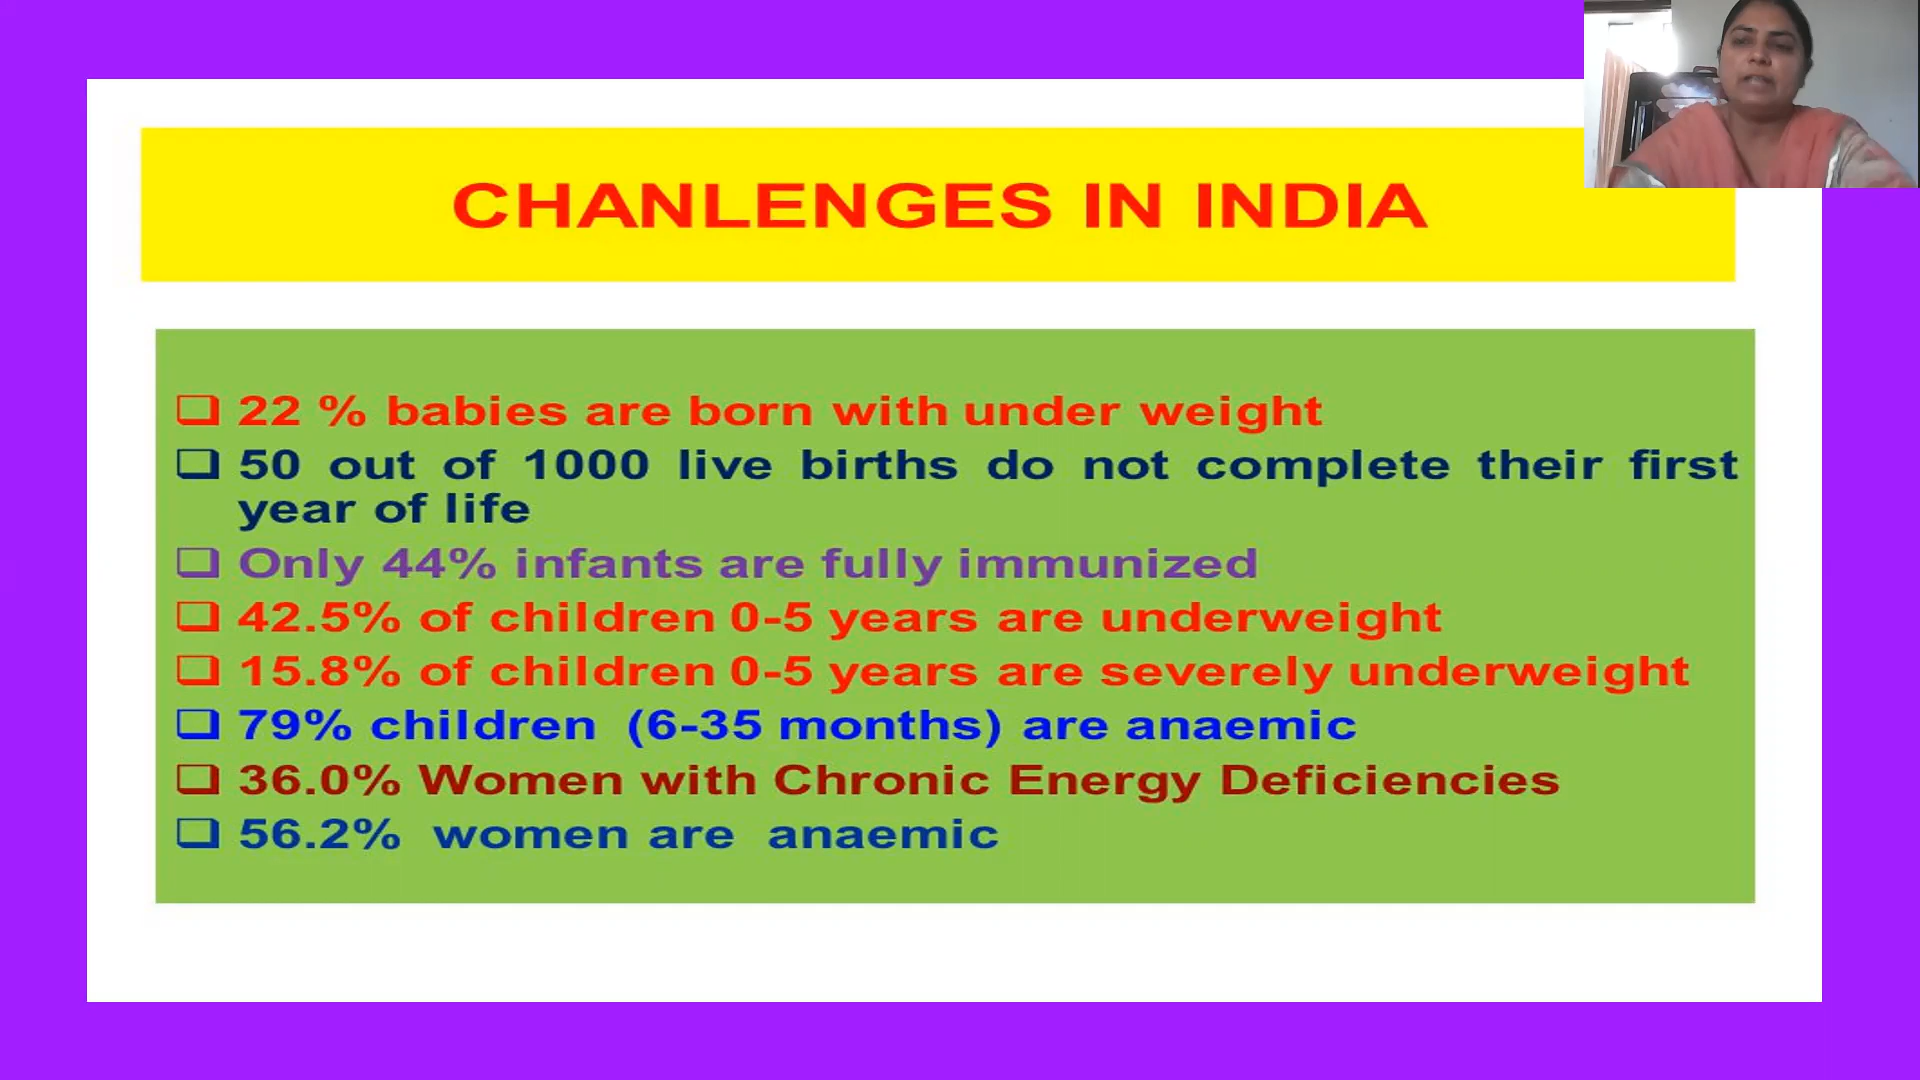 CHANLENGES IN INDIA
❑ 22 % babies are born with under weight
❑ 50 out of 1000 live births do not complete their first
year of life
❑ Only 44% infants are fully immunized
❑ 42.5% of children 0-5 years are underweight
❑ 15.8% of children 0-5 years are severely underweight
❑ 79% children (6-35 months) are anaemic
❑ 36.0% Women with Chronic Energy Deficiencies
❑ 56.2% women are anaemic